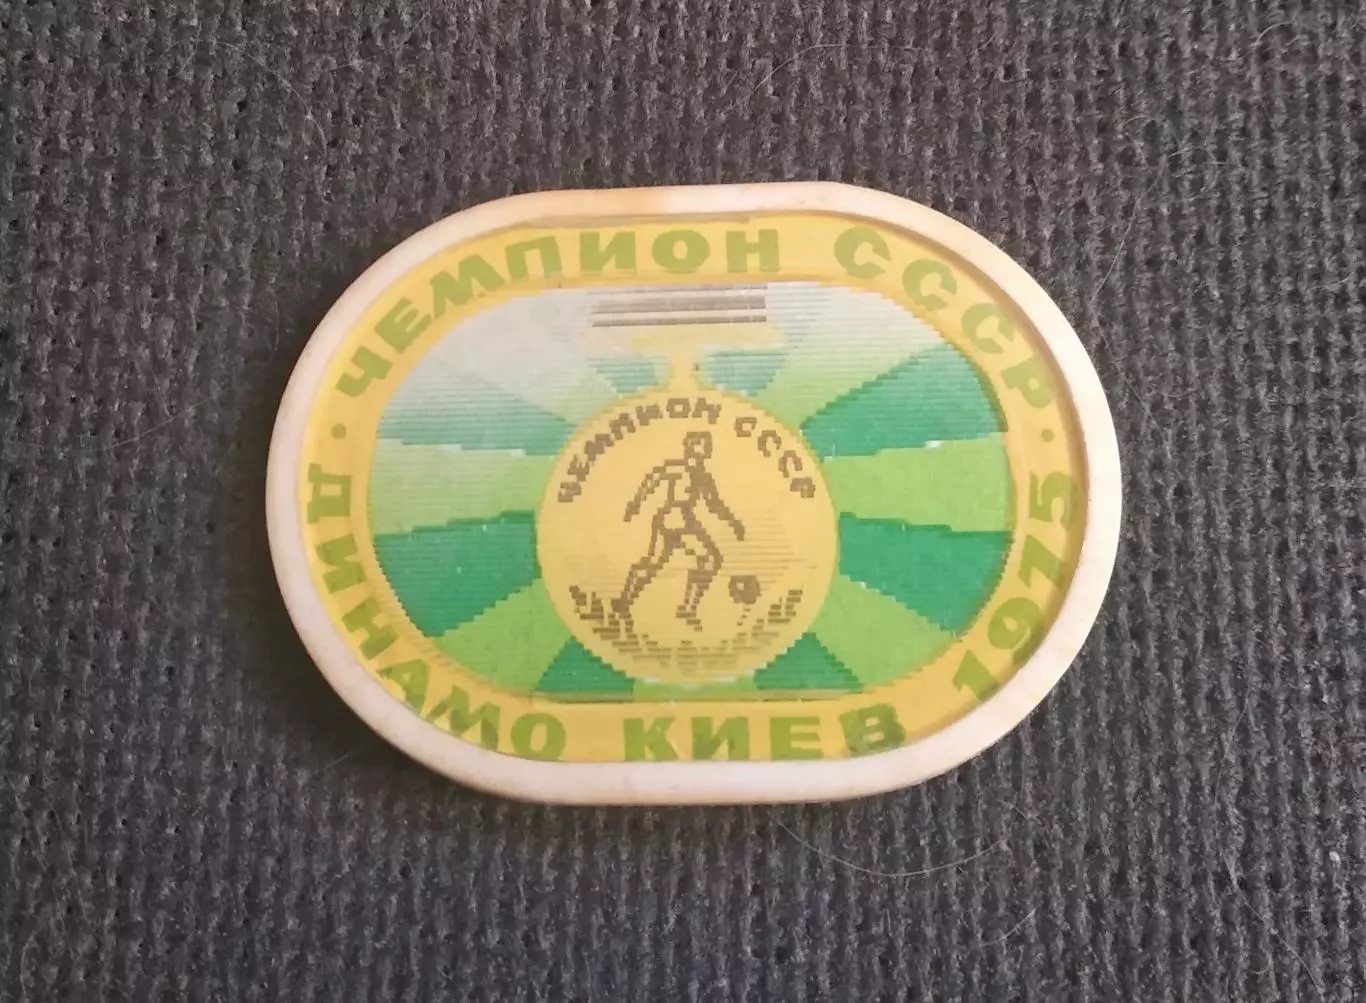 · ЧЕМПИОН СССР ·
ДИНАМО КИЕВ 1975
ЧЕМПИОН СССР